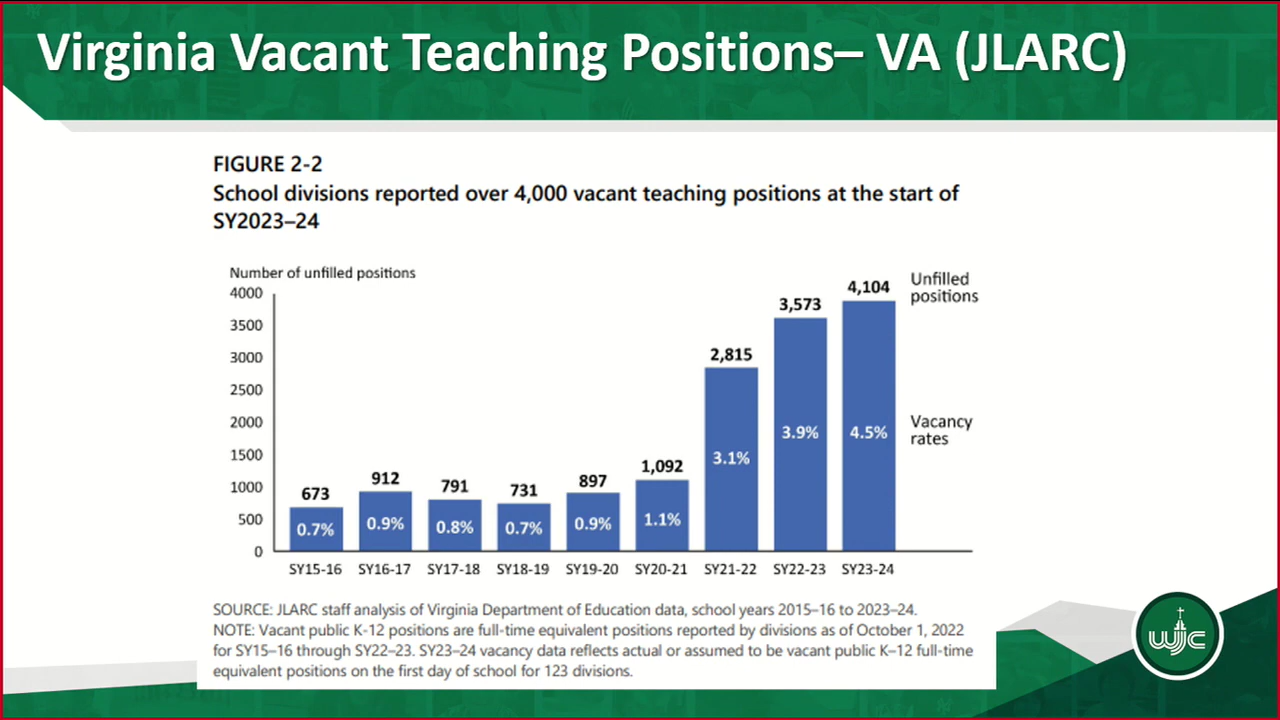 Virginia Vacant Teaching Positions– VA (JLARC)
FIGURE 2-2
School divisions reported over 4,000 vacant teaching positions at the start of
SY2023–24
Number of unfilled positions
4000
3500
3000
2500
2000
1500
1000
500
0
673
912
791
731
897
1,092
2,815
3,573
4,104
Unfilled
positions
0.7%
0.9%
0.8%
0.7%
0.9%
1.1%
3.1%
3.9%
4.5%
Vacancy
rates
SY15-16
SY16-17
SY17-18
SY18-19
SY19-20
SY20-21
SY21-22
SY22-23
SY23-24
SOURCE: JLARC staff analysis of Virginia Department of Education data, school years 2015–16 to 2023–24.
NOTE: Vacant public K-12 positions are full-time equivalent positions reported by divisions as of October 1, 2022
for SY15–16 through SY22–23. SY23–24 vacancy data reflects actual or assumed to be vacant public K–12 full-time
equivalent positions on the first day of school for 123 divisions.
WJC